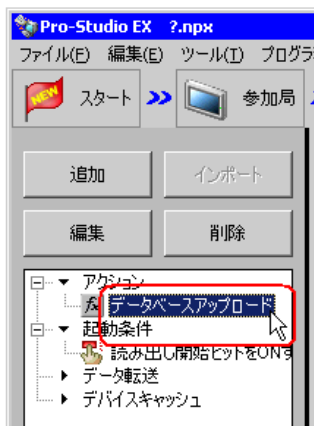 Pro-Studio EX ?.npx
ファイル(F) 編集(E) ツール(T) プログラ
NEW スタート >> 参加局
追加 インポート
編集 削除
アクション
fx データベースアップロード
起動条件
読み出し開始ビットをONす
データ転送
デバイスキャッシュ